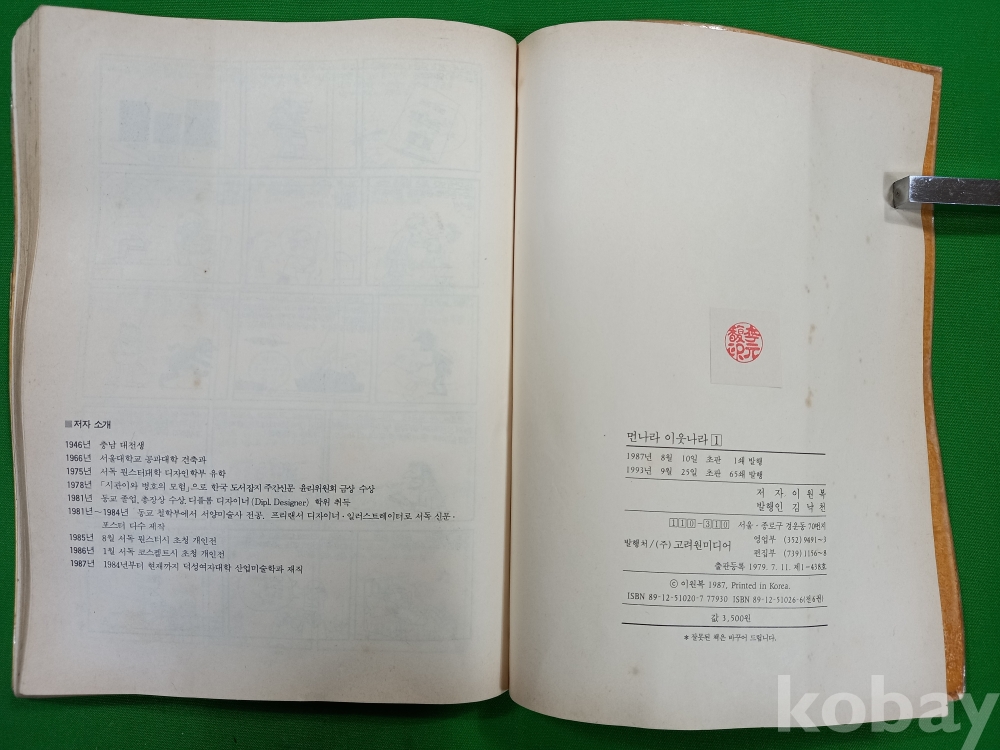 ■저자 소개
1946년 충남 대전생
1966년 서울대학교 공과대학 건축과
1975년 서독 뮌스터대학 디자인학부 유학
1978년 「시관이와 병호의 모험」으로 한국 도서잡지 주간신문 윤리위원회 금상 수상
1981년 동교 졸업, 총장상 수상, 디플롬 디자이너(Dipl. Designer) 학위 취득
1981년~1984년 동교 철학부에서 서양미술사 전공. 프리랜서 디자이너·일러스트레이터로 서독 신문·
포스터 다수 제작
1985년 8월 서독 뮌스터시 초청 개인전
1986년 1월 서독 코스펠트시 초청 개인전
1987년 1984년부터 현재까지 덕성여자대학 산업미술학과 재직
먼나라 이웃나라 1
1987년 8월 10일 초판 1쇄 발행
1993년 9월 25일 초판 65쇄 발행
저 자 이 원 복
발행인 김 낙 천
110-310 서울·종로구 경운동 70번지
발행처/(주)고려원미디어
영업부 (352) 9491~3
편집부 (739) 1156~8
출판등록 1979. 7. 11. 제1-438호
ⓒ 이원복 1987, Printed in Korea.
ISBN 89-12-51020-7 77930 ISBN 89-12-51026-6(전6권)
값 3,500원
* 잘못된 책은 바꾸어 드립니다.
kobay